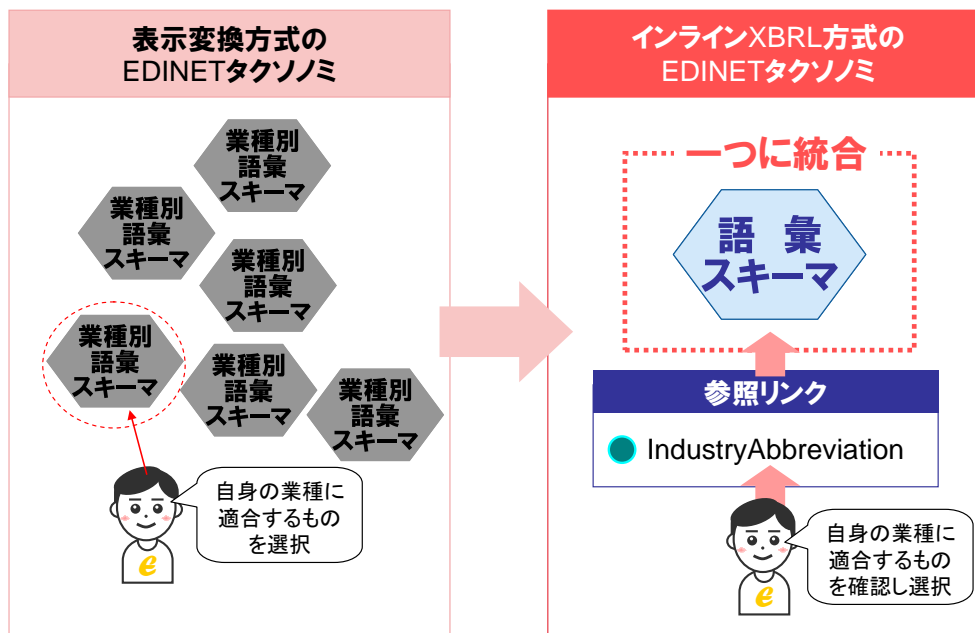 表示変換方式の
EDINETタクソノミ
業種別
語彙
スキーマ
業種別
語彙
スキーマ
業種別
語彙
スキーマ
業種別
語彙
スキーマ
業種別
語彙
スキーマ
業種別
語彙
スキーマ
自身の業種に
適合するもの
を選択
e
インラインXBRL方式の
EDINETタクソノミ
一つに統合
語 彙
スキーマ
参照リンク
IndustryAbbreviation
自身の業種に
適合するもの
を確認し選択
e